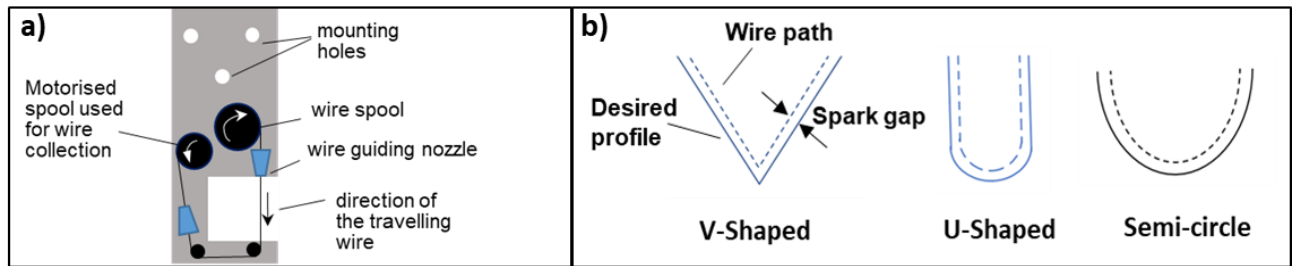 a)
mounting
holes
Motorised
spool used
for wire
collection
wire spool
wire guiding nozzle
direction of
the travelling
wire
b)
Wire path
Desired
profile
Spark gap
V-Shaped
U-Shaped
Semi-circle